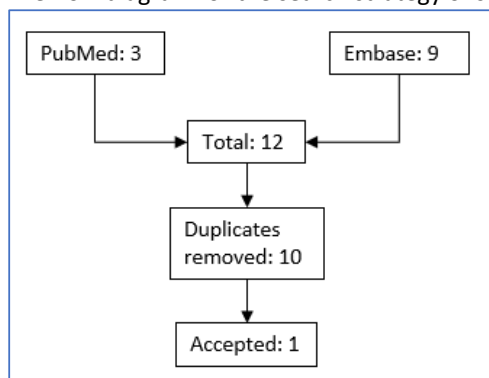 PubMed: 3
Embase: 9
Total: 12
Duplicates
removed: 10
Accepted: 1